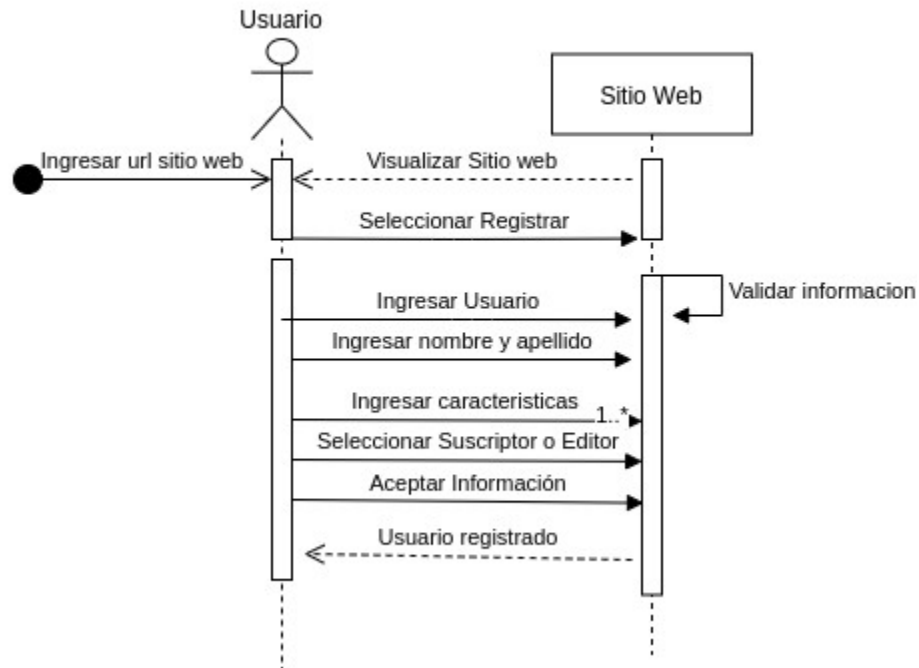 Usuario
Sitio Web
Ingresar url sitio web
Visualizar Sitio web
Seleccionar Registrar
Validar informacion
Ingresar Usuario
Ingresar nombre y apellido
Ingresar caracteristicas
1..*
Seleccionar Suscriptor o Editor
Aceptar Información
Usuario registrado